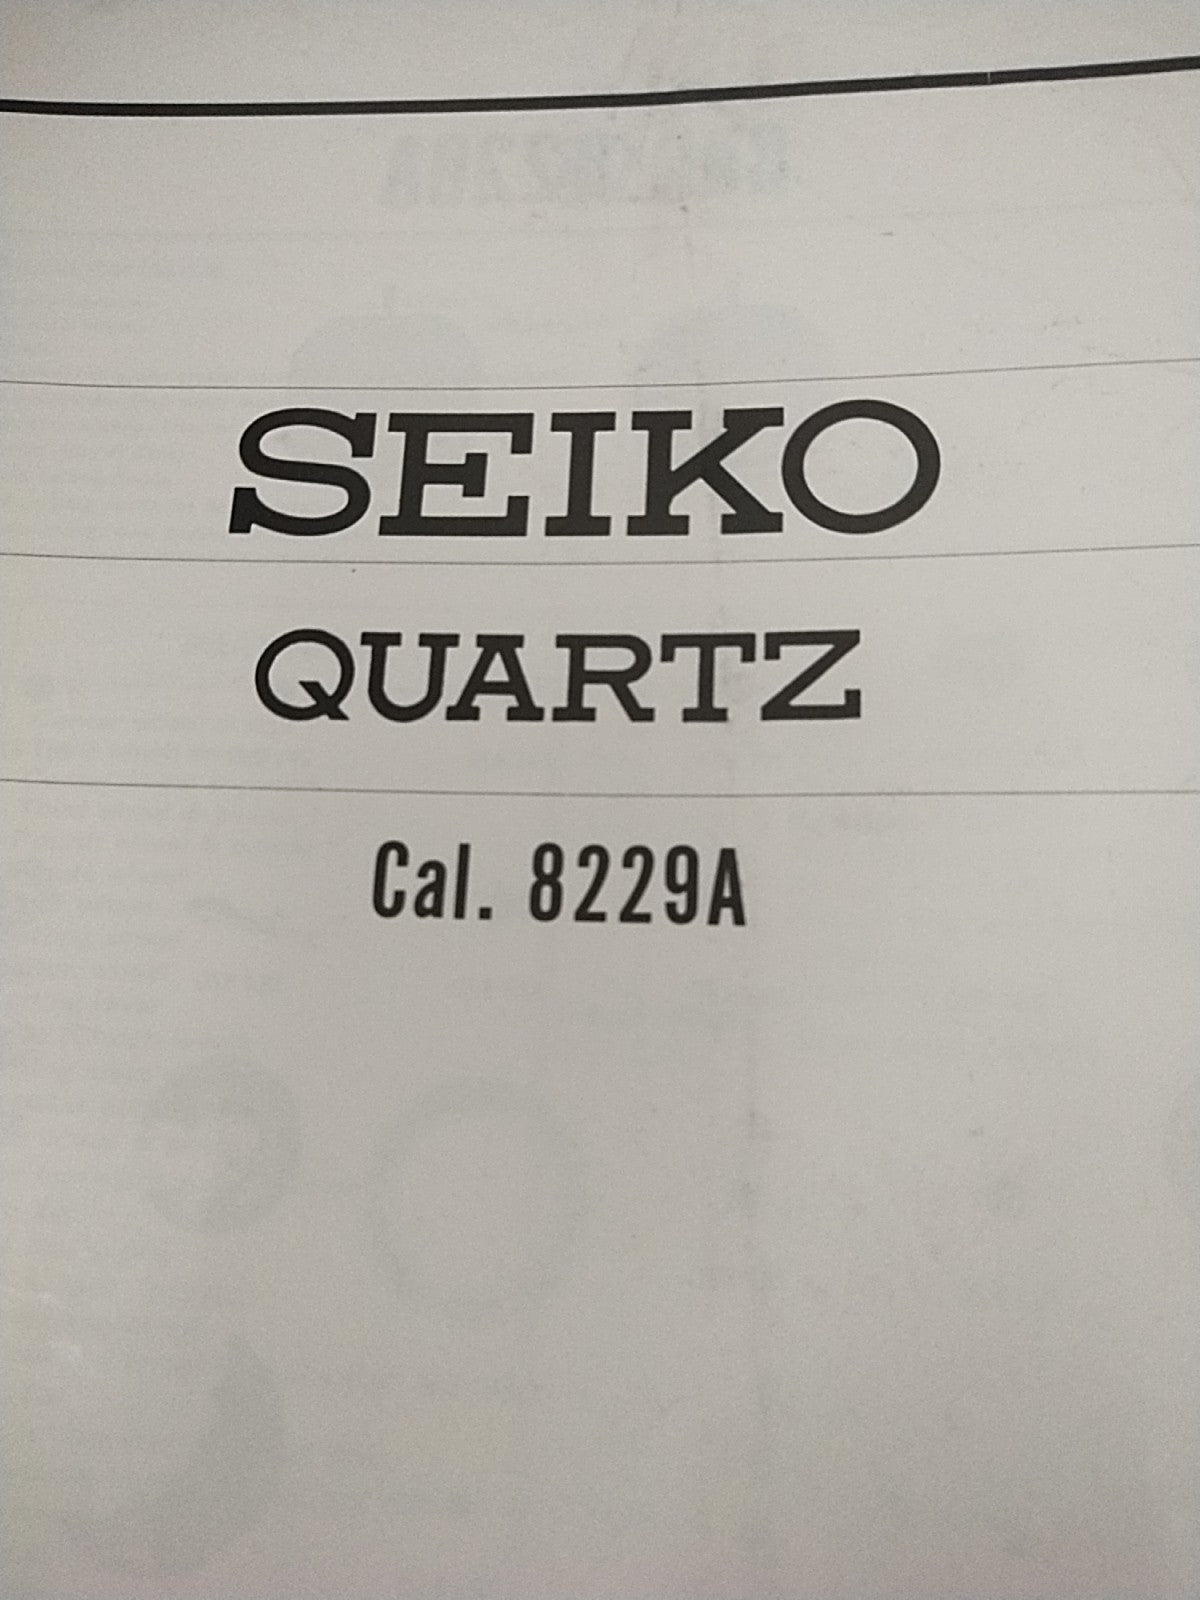 SEIKO
QUARTZ
Cal. 8229A